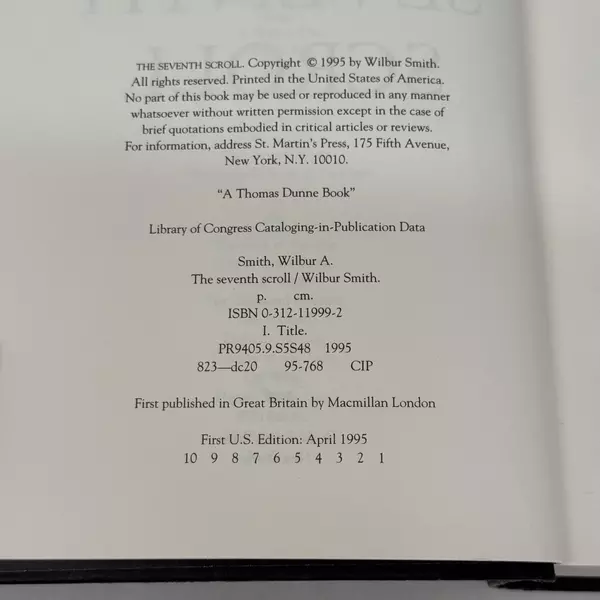 THE SEVENTH SCROLL. Copyright © 1995 by Wilbur Smith.
All rights reserved. Printed in the United States of America.
No part of this book may be used or reproduced in any manner
whatsoever without written permission except in the case of
brief quotations embodied in critical articles or reviews.
For information, address St. Martin's Press, 175 Fifth Avenue,
New York, N.Y. 10010.
"A Thomas Dunne Book"
Library of Congress Cataloging-in-Publication Data
Smith, Wilbur A.
The seventh scroll / Wilbur Smith.
p. cm.
ISBN 0-312-11999-2
I. Title.
PR9405.9.S5S48 1995
823—dc20 95-768 CIP
First published in Great Britain by Macmillan London
First U.S. Edition: April 1995
10 9 8 7 6 5 4 3 2 1